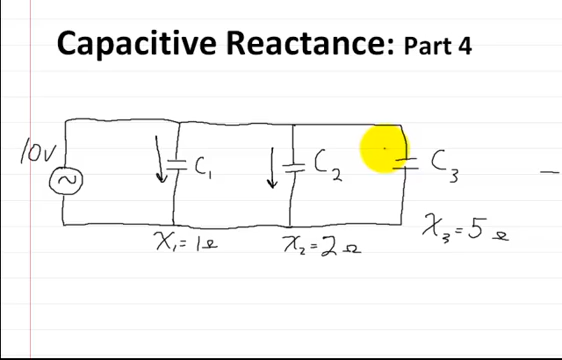 Capacitive Reactance: Part 4
10V
C₁
C₂
C₃
X₁=1Ω
X₂=2Ω
X₃=5Ω